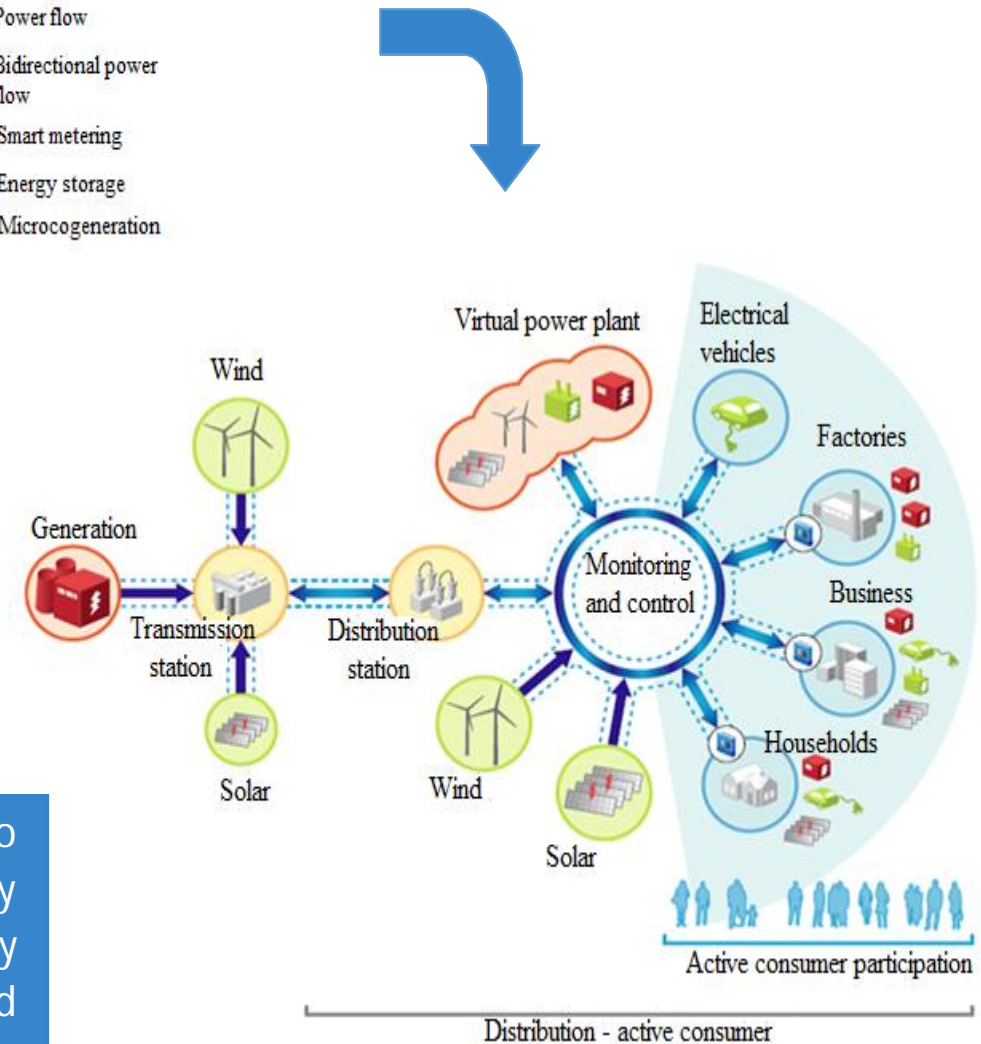 Power flow
Bidirectional power
flow
Smart metering
Energy storage
Microcogeneration
Virtual power plant
Electrical
vehicles
Wind
Factories
Generation
Monitoring
and control
Business
Transmission
station
Distribution
station
Households
Wind
Solar
Solar
Active consumer participation
Distribution - active consumer